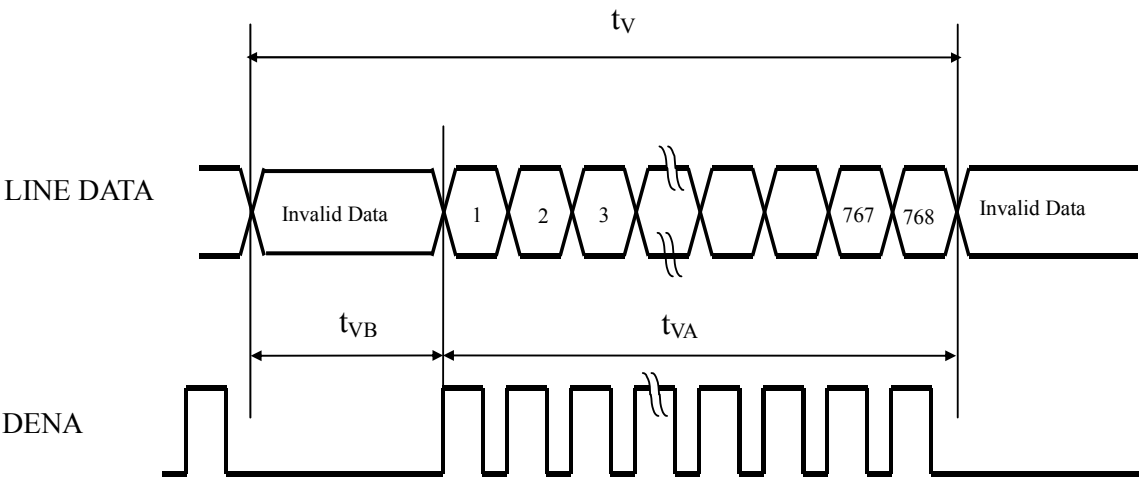 tV
LINE DATA
Invalid Data
1
2
3
767
768
Invalid Data
tVB
tVA
DENA